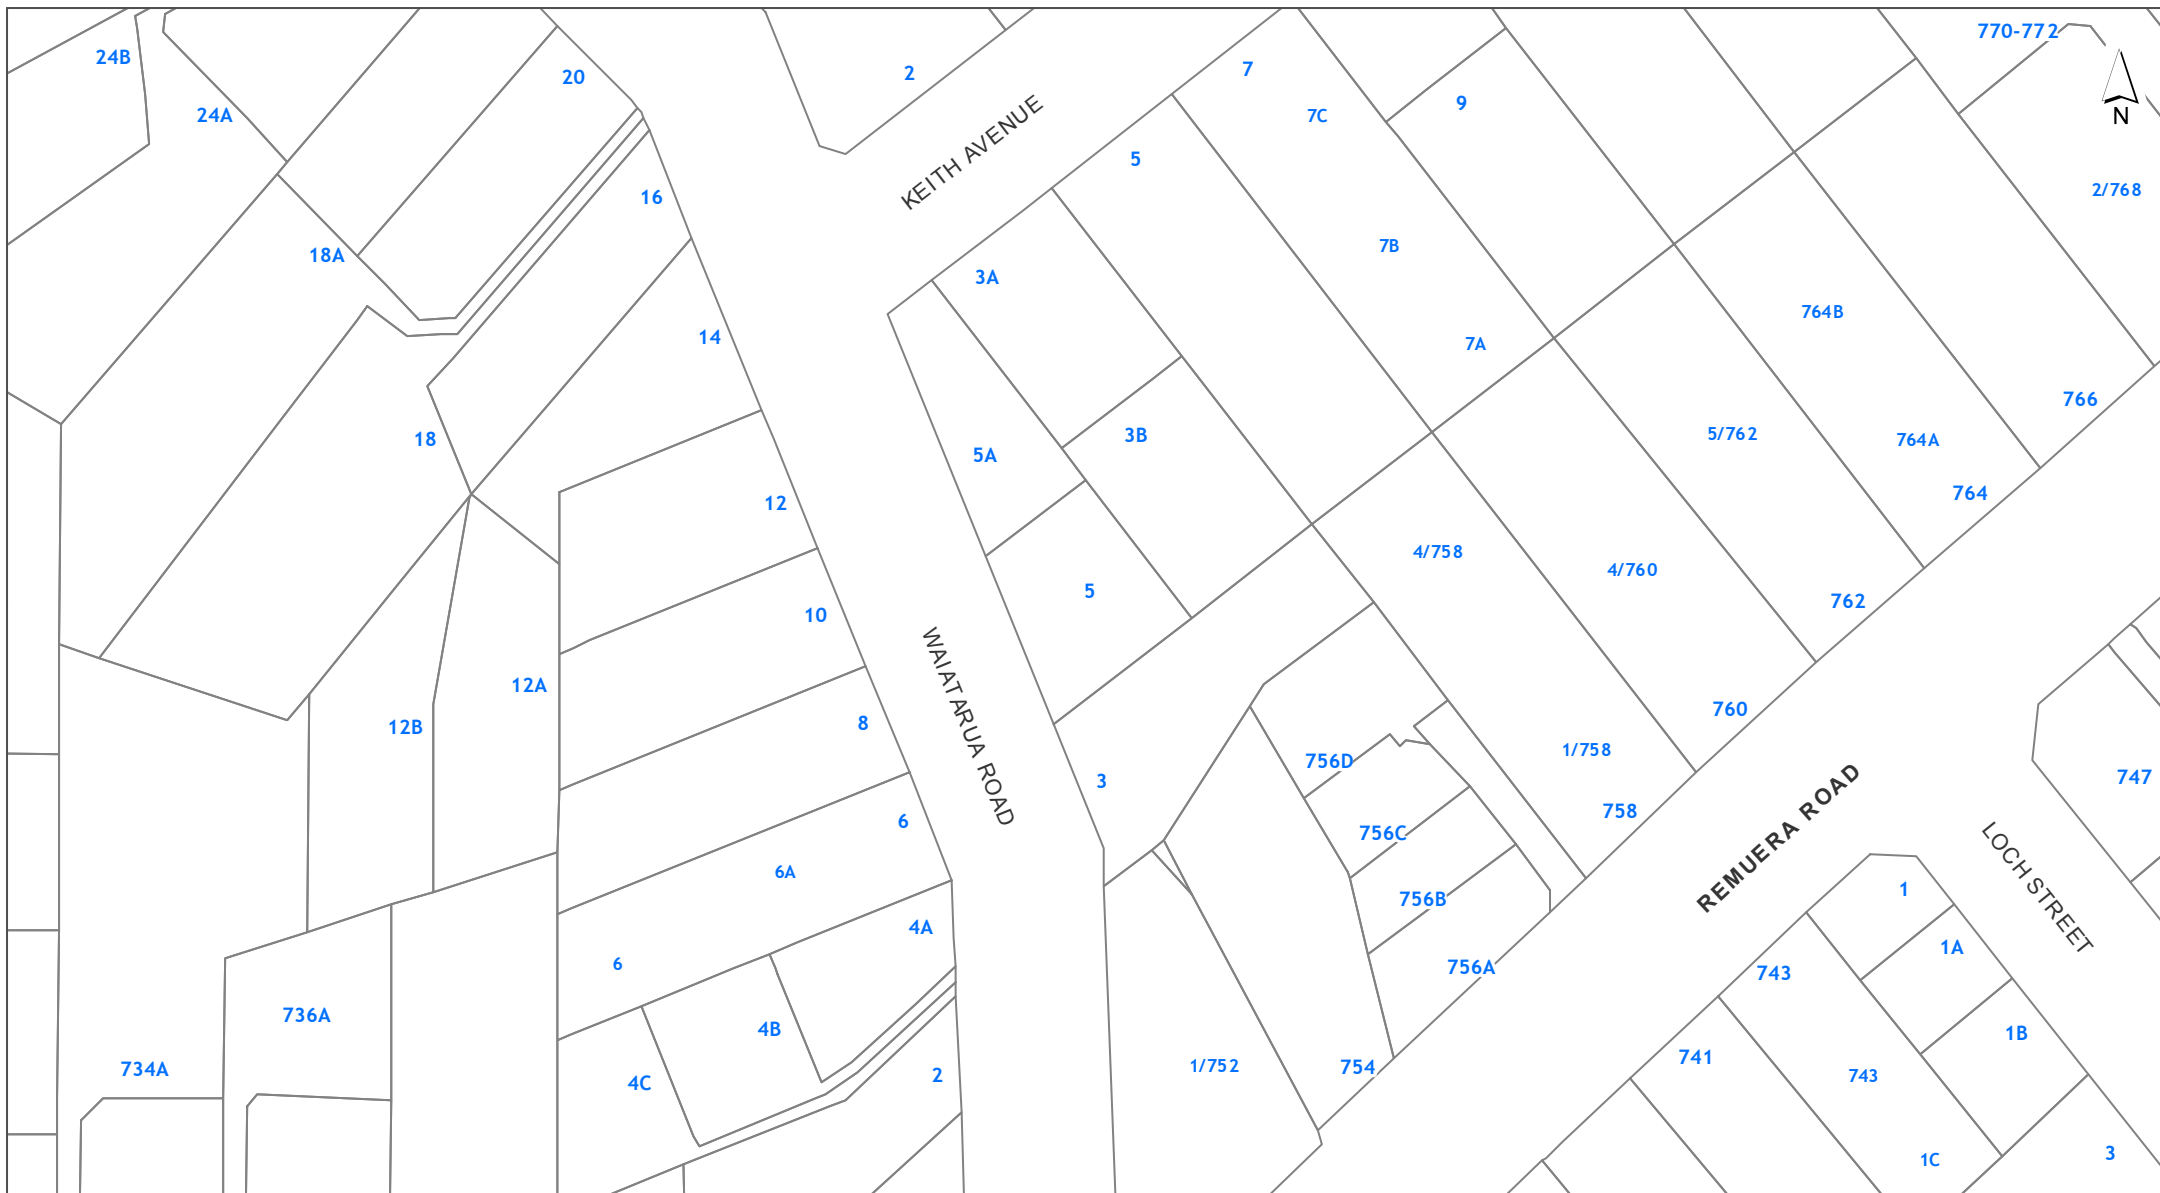 770-772
24B
2
7
20
9
24A
7C
N
KEITH AVENUE
5
2/768
16
7B
18A
3A
764B
14
7A
766
18
3B
5/762
764A
5A
764
12
4/758
4/760
5
762
10
12A
760
12B
8
WAIATARUA ROAD
1/758
756D
3
747
758
6
756C
REMUERA ROAD
LOCH STREET
6A
1
756B
4A
1A
6
756A
743
736A
4B
1B
741
734A
1/752
754
2
743
4C
3
1C